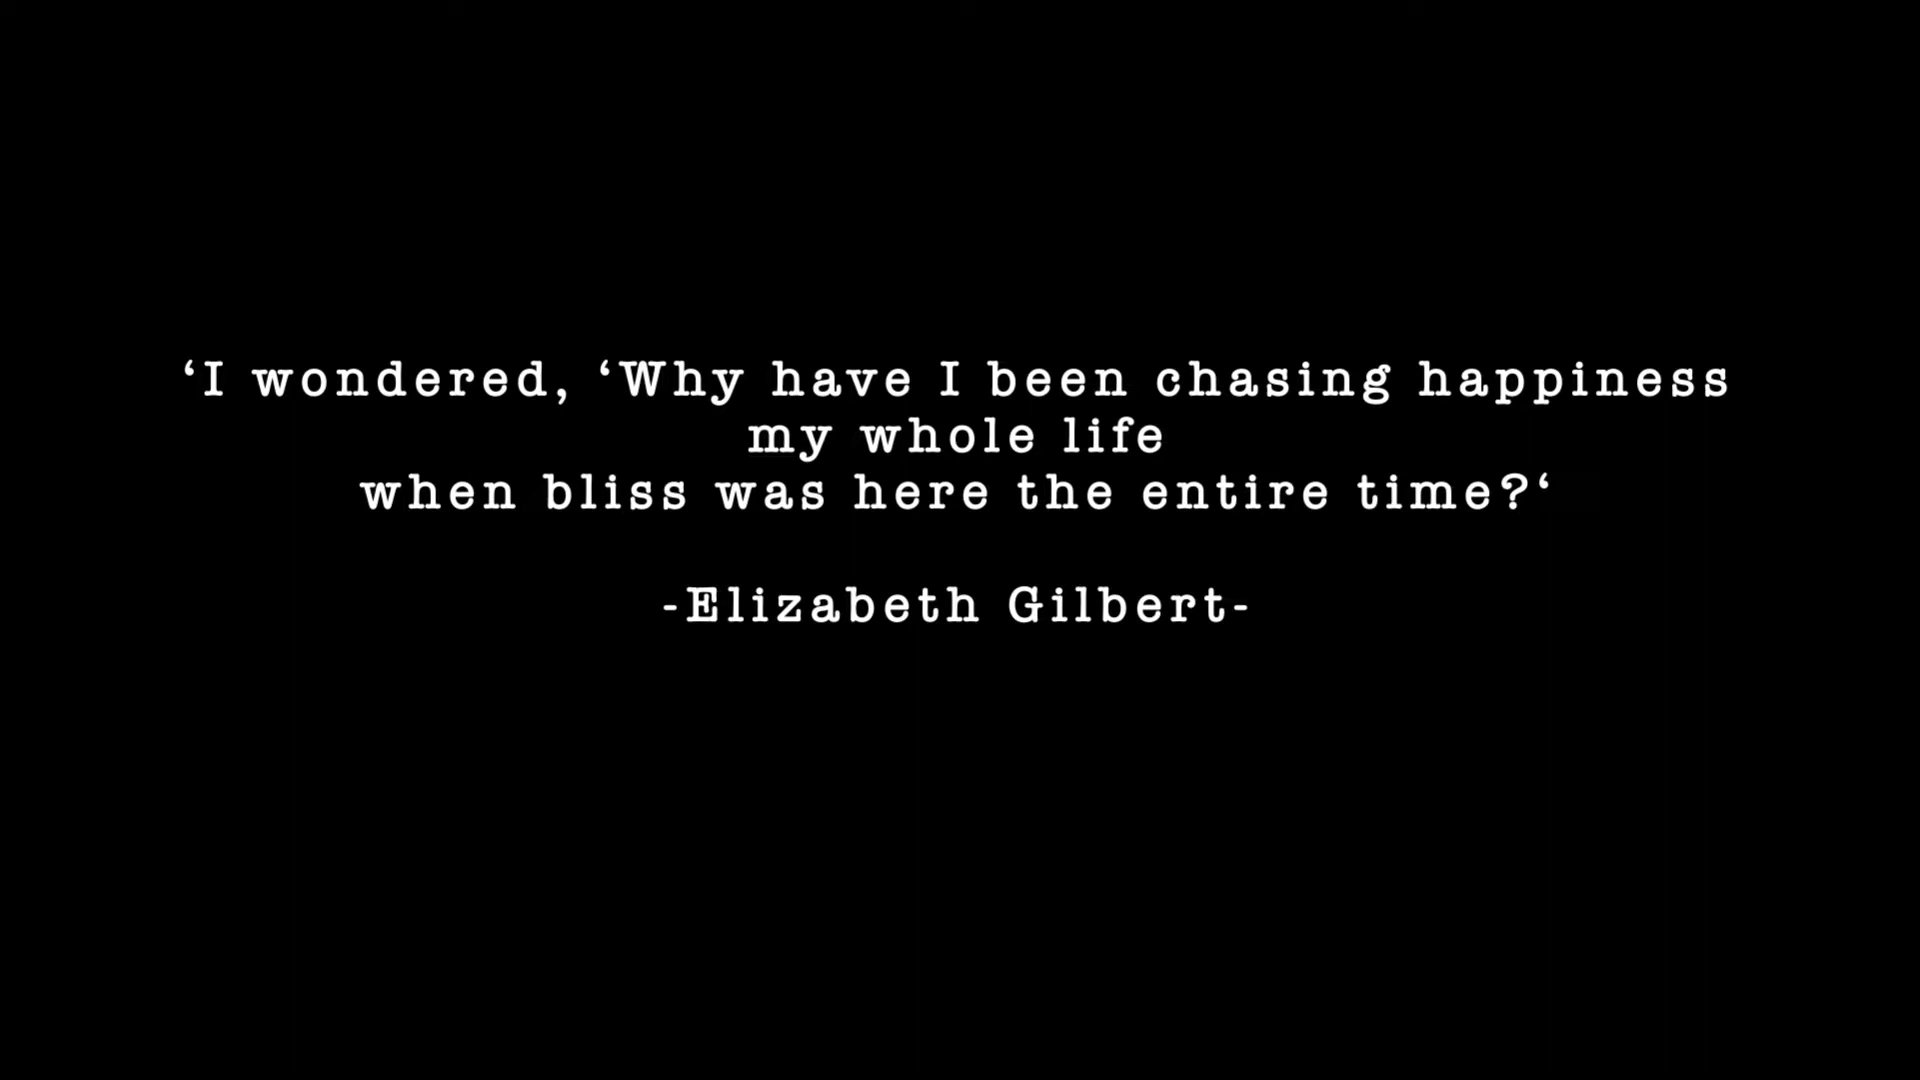 ‘I wondered, ‘Why have I been chasing happiness
my whole life
when bliss was here the entire time?‘
-Elizabeth Gilbert-